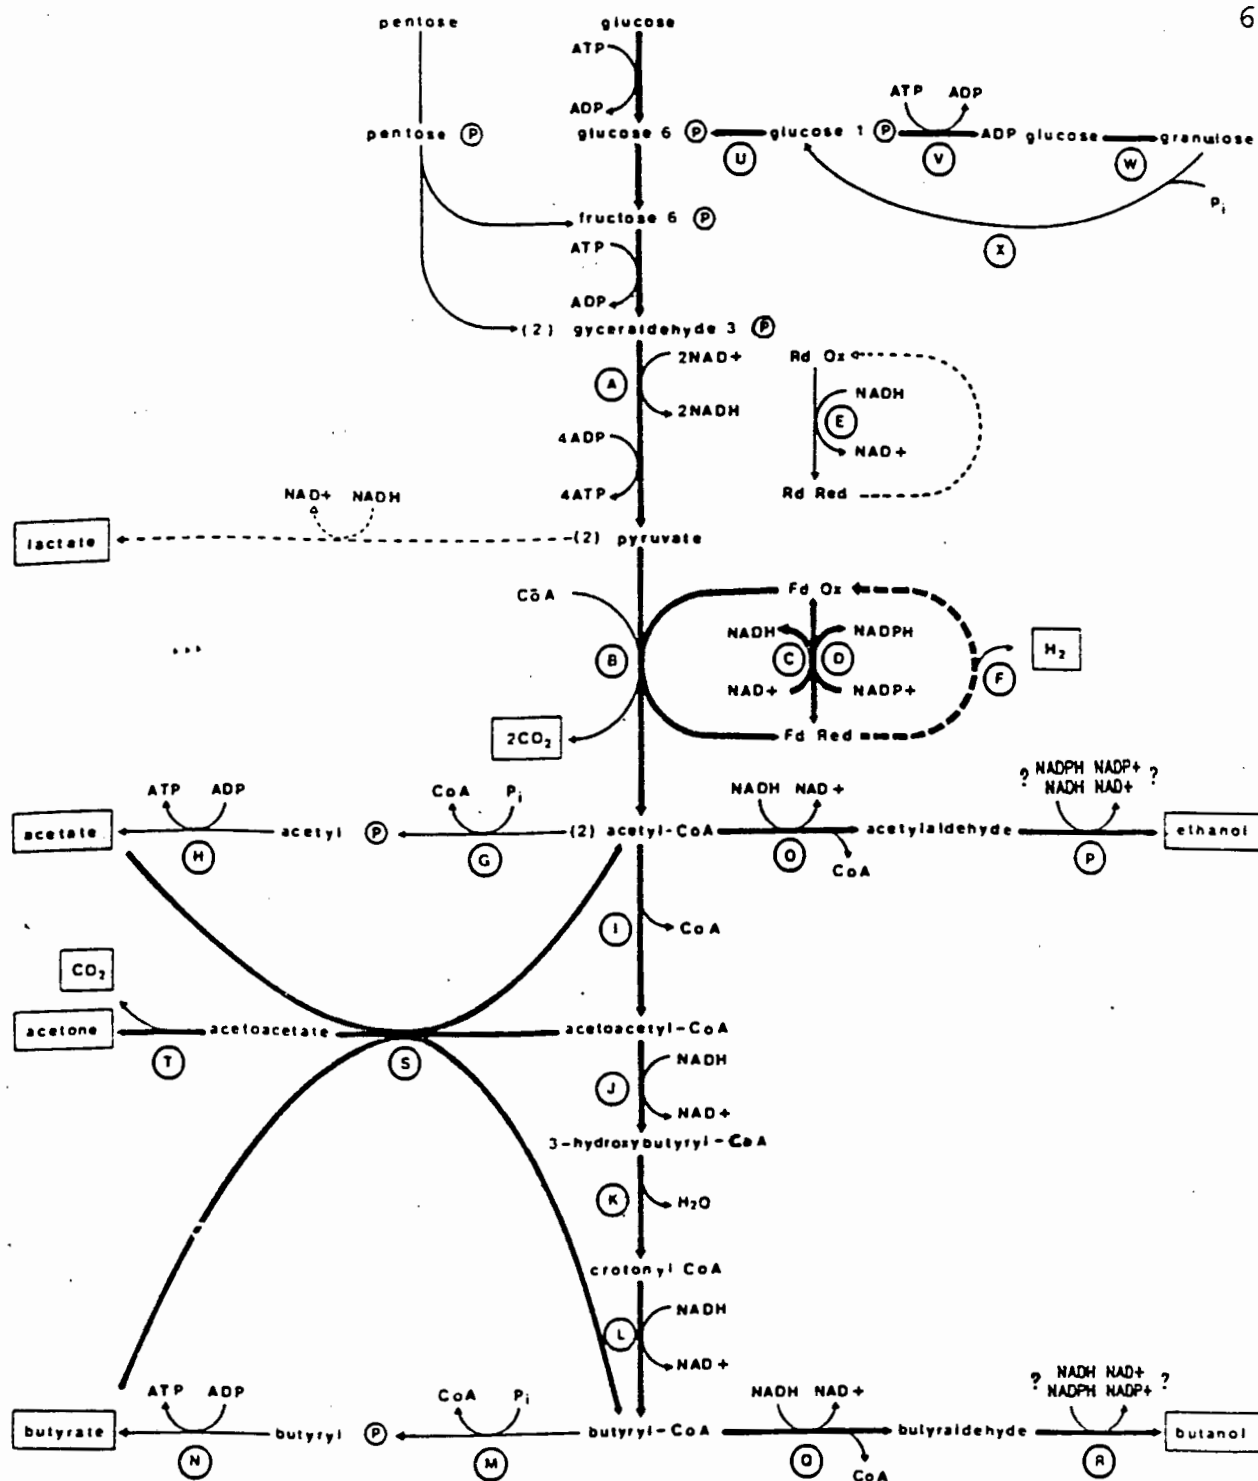 6
pentose
glucose
ATP
ADP
pentose P
glucose 6 P
glucose 1 P
ATP ADP
ADP glucose
granulose
U
V
W
Pi
X
fructose 6 P
ATP
ADP
(2) gyceraldehyde 3 P
A
2NAD+
2NADH
4ADP
4ATP
Rd Ox
NADH
E
NAD+
Rd Red
NAD+ NADH
lactate
(2) pyruvate
CoA
B
2CO2
Fd Ox
NADH
NADPH
C
D
NAD+
NADP+
Fd Red
F
H2
ATP ADP
CoA Pi
NADH NAD+
? NADPH NADP+ ?
NADH NAD+
acetate
acetyl P
(2) acetyl-CoA
acetylaldehyde
ethanol
H
G
O
CoA
P
I
CoA
CO2
acetone
acetoacetate
acetoacetyl-CoA
T
S
J
NADH
NAD+
3-hydroxybutyryl-CoA
K
H2O
crotonyl CoA
L
NADH
NAD+
ATP ADP
CoA Pi
NADH NAD+
? NADH NAD+
NADPH NADP+ ?
butyrate
butyryl P
butyryl-CoA
butyraldehyde
butanol
N
M
Q
CoA
R